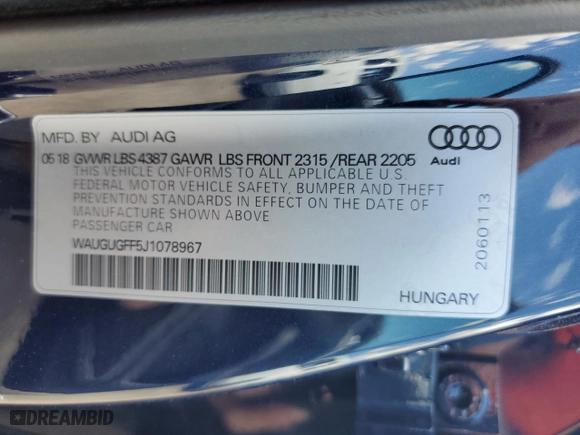 MFD. BY AUDI AG
05 18 GVWR LBS 4387 GAWR LBS FRONT 2315 /REAR 2205
THIS VEHICLE CONFORMS TO ALL APPLICABLE U.S.
FEDERAL MOTOR VEHICLE SAFETY, BUMPER AND THEFT
PREVENTION STANDARDS IN EFFECT ON THE DATE OF
MANUFACTURE SHOWN ABOVE
PASSENGER CAR
WAUGUGFF5J1078967
Audi
2060113
HUNGARY
DREAMBID